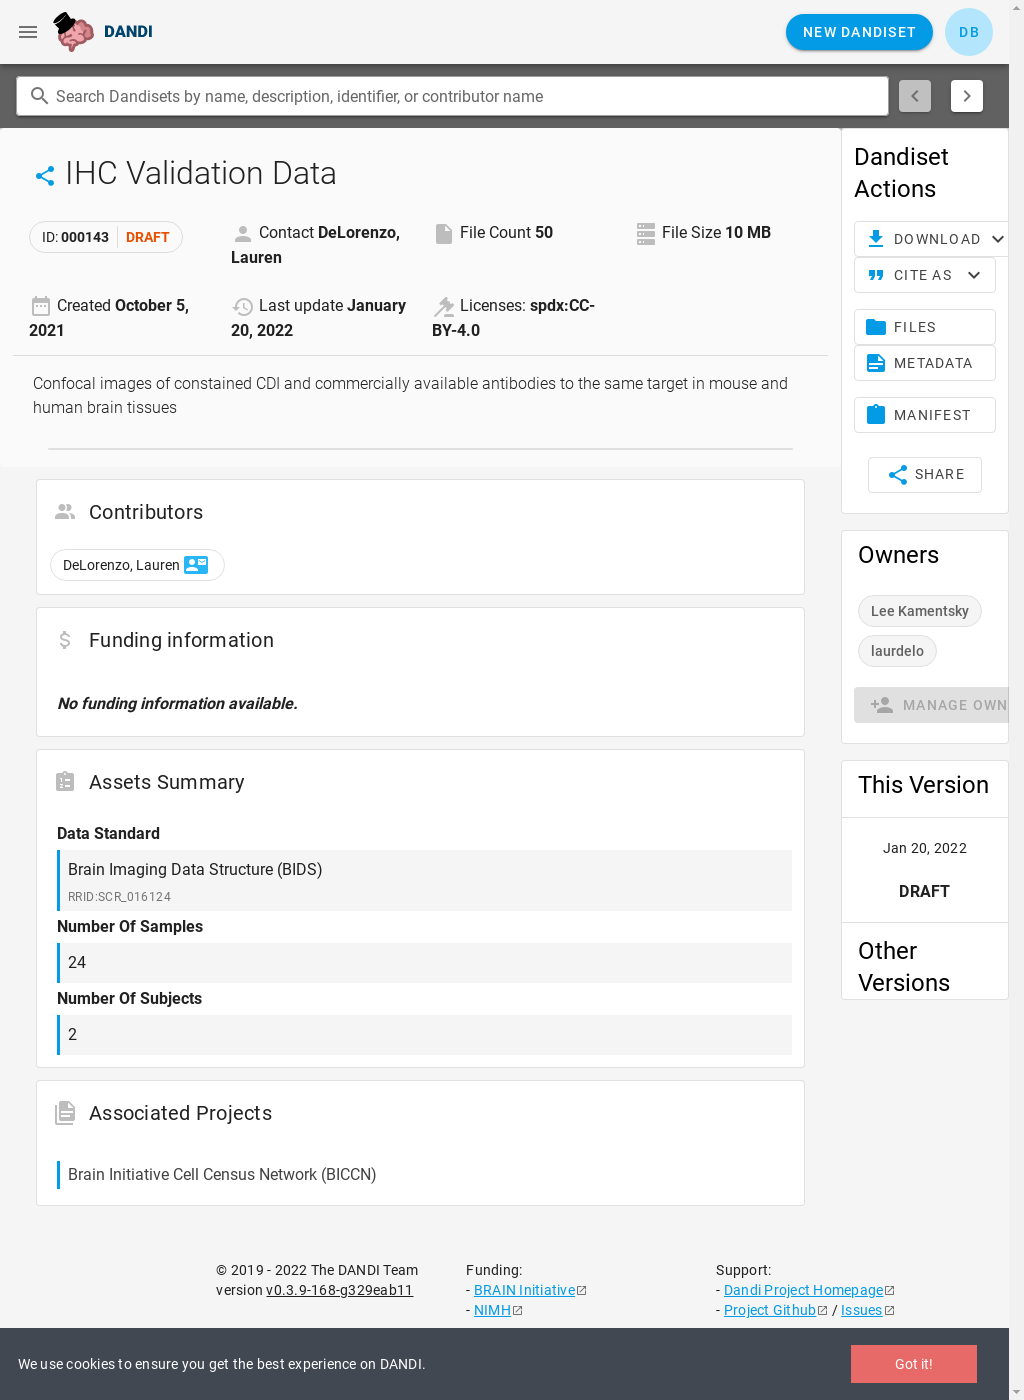 DANDI
NEW DANDISET
DB
Search Dandisets by name, description, identifier, or contributor name
IHC Validation Data
ID: 000143 DRAFT
Contact DeLorenzo,
Lauren
File Count 50
File Size 10 MB
Created October 5,
2021
Last update January
20, 2022
Licenses: spdx:CC-
BY-4.0
Confocal images of constained CDI and commercially available antibodies to the same target in mouse and
human brain tissues
Contributors
DeLorenzo, Lauren
Funding information
No funding information available.
Assets Summary
Data Standard
Brain Imaging Data Structure (BIDS)
RRID:SCR_016124
Number Of Samples
24
Number Of Subjects
2
Associated Projects
Brain Initiative Cell Census Network (BICCN)
Dandiset
Actions
DOWNLOAD
CITE AS
FILES
METADATA
MANIFEST
SHARE
Owners
Lee Kamentsky
laurdelo
MANAGE OWN
This Version
Jan 20, 2022
DRAFT
Other
Versions
© 2019 - 2022 The DANDI Team
version v0.3.9-168-g329eab11
Funding:
- BRAIN Initiative
- NIMH
Support:
- Dandi Project Homepage
- Project Github / Issues
We use cookies to ensure you get the best experience on DANDI.
Got it!